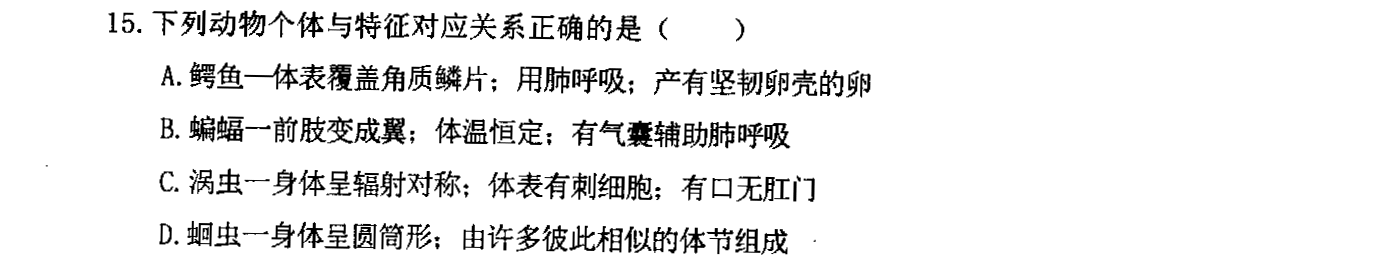 15. 下列动物个体与特征对应关系正确的是（　　）
A. 鳄鱼—体表覆盖角质鳞片；用肺呼吸；产有坚韧卵壳的卵
B. 蝙蝠一前肢变成翼；体温恒定；有气囊辅助肺呼吸
C. 涡虫一身体呈辐射对称；体表有刺细胞；有口无肛门
D. 蛔虫一身体呈圆筒形；由许多彼此相似的体节组成